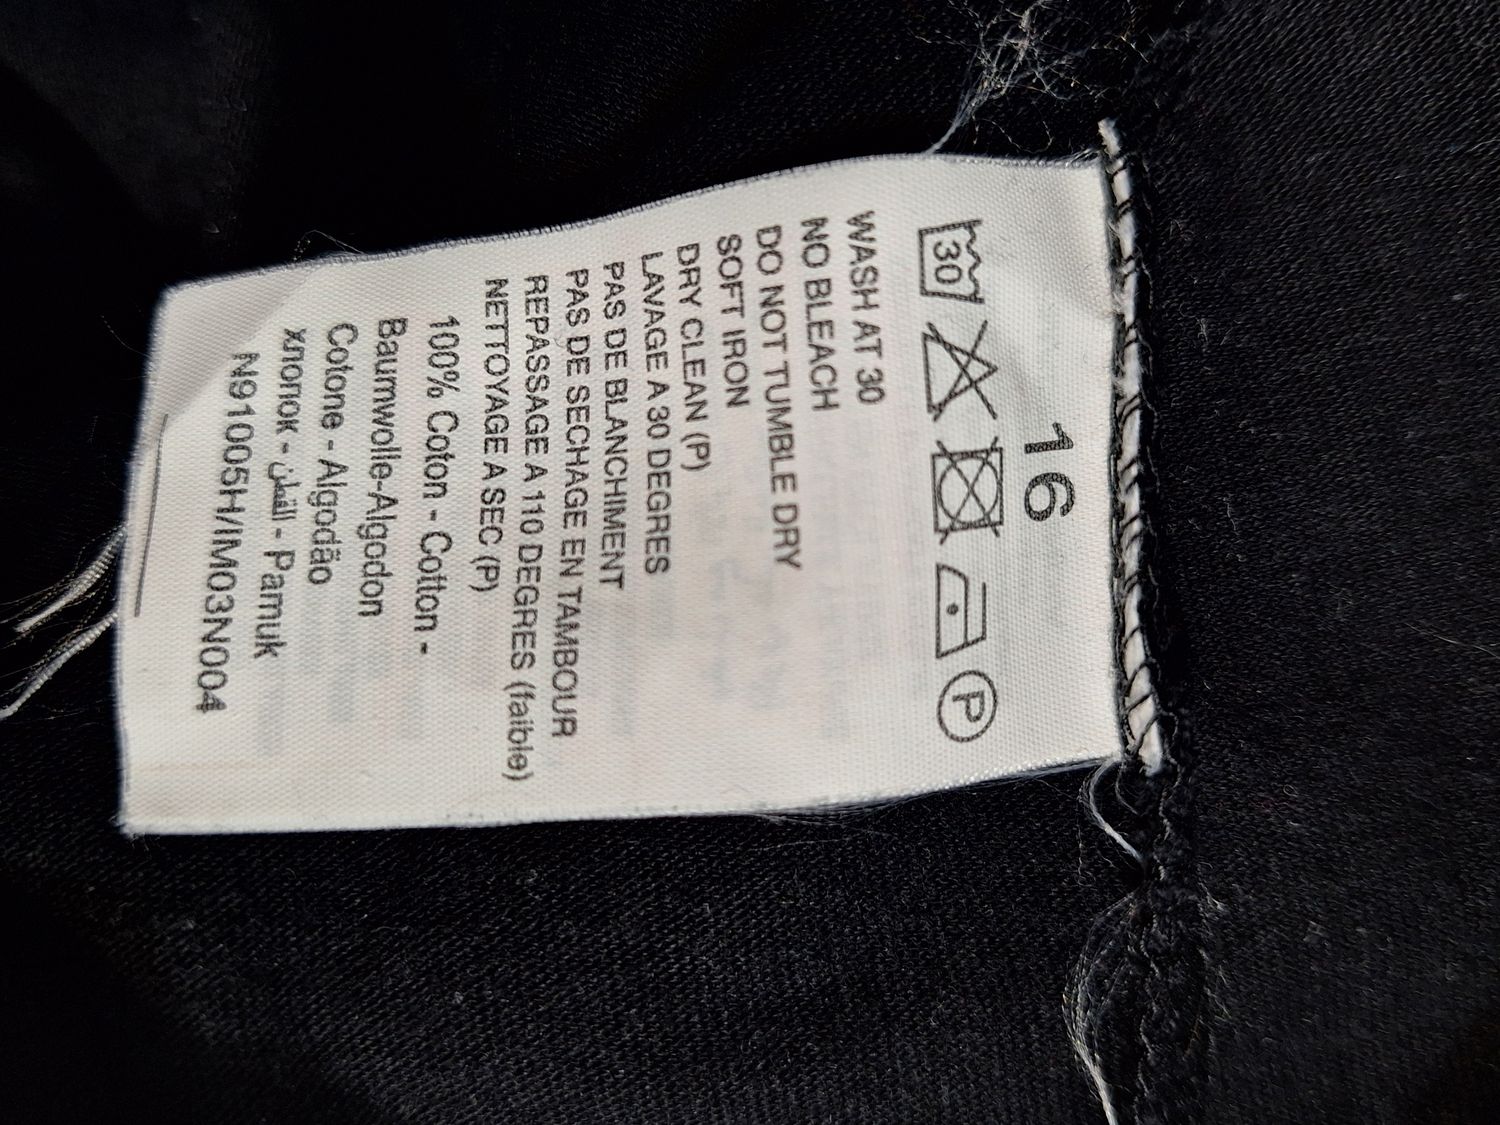 16
30
P
WASH AT 30
NO BLEACH
DO NOT TUMBLE DRY
SOFT IRON
DRY CLEAN (P)
LAVAGE A 30 DEGRES
PAS DE BLANCHIMENT
PAS DE SECHAGE EN TAMBOUR
REPASSAGE A 110 DEGRES (faible)
NETTOYAGE A SEC (P)
100% Coton - Cotton -
Baumwolle-Algodon
Cotone - Algodão
хлопок - القطن - Pamuk
N91005H/IM03N004